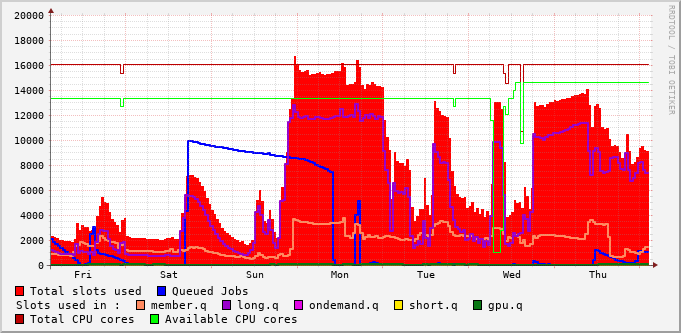 20000
18000
16000
14000
12000
10000
8000
6000
4000
2000
0
Fri Sat Sun Mon Tue Wed Thu
RRDTOOL / TOBI OETIKER
Total slots used Queued Jobs
Slots used in : member.q long.q ondemand.q short.q gpu.q
Total CPU cores Available CPU cores